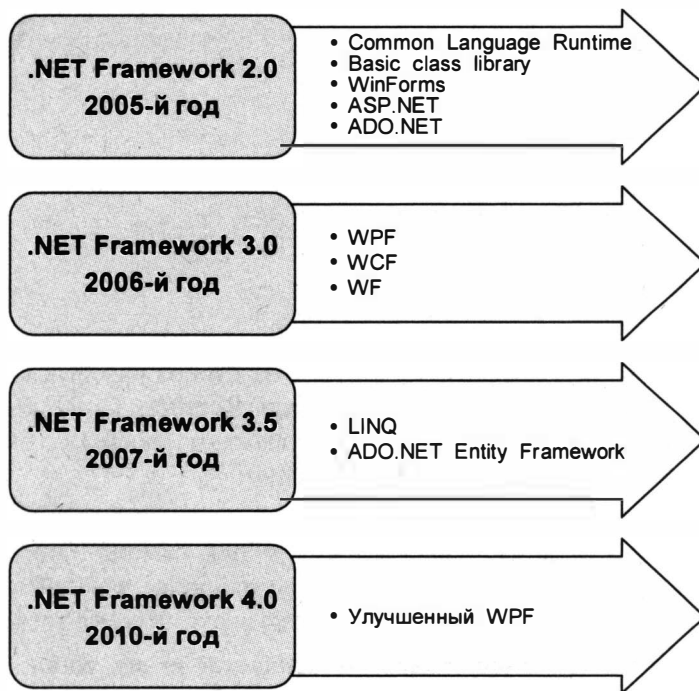 .NET Framework 2.0
2005-й год
• Common Language Runtime
• Basic class library
• WinForms
• ASP.NET
• ADO.NET
.NET Framework 3.0
2006-й год
• WPF
• WCF
• WF
.NET Framework 3.5
2007-й год
• LINQ
• ADO.NET Entity Framework
.NET Framework 4.0
2010-й год
• Улучшенный WPF